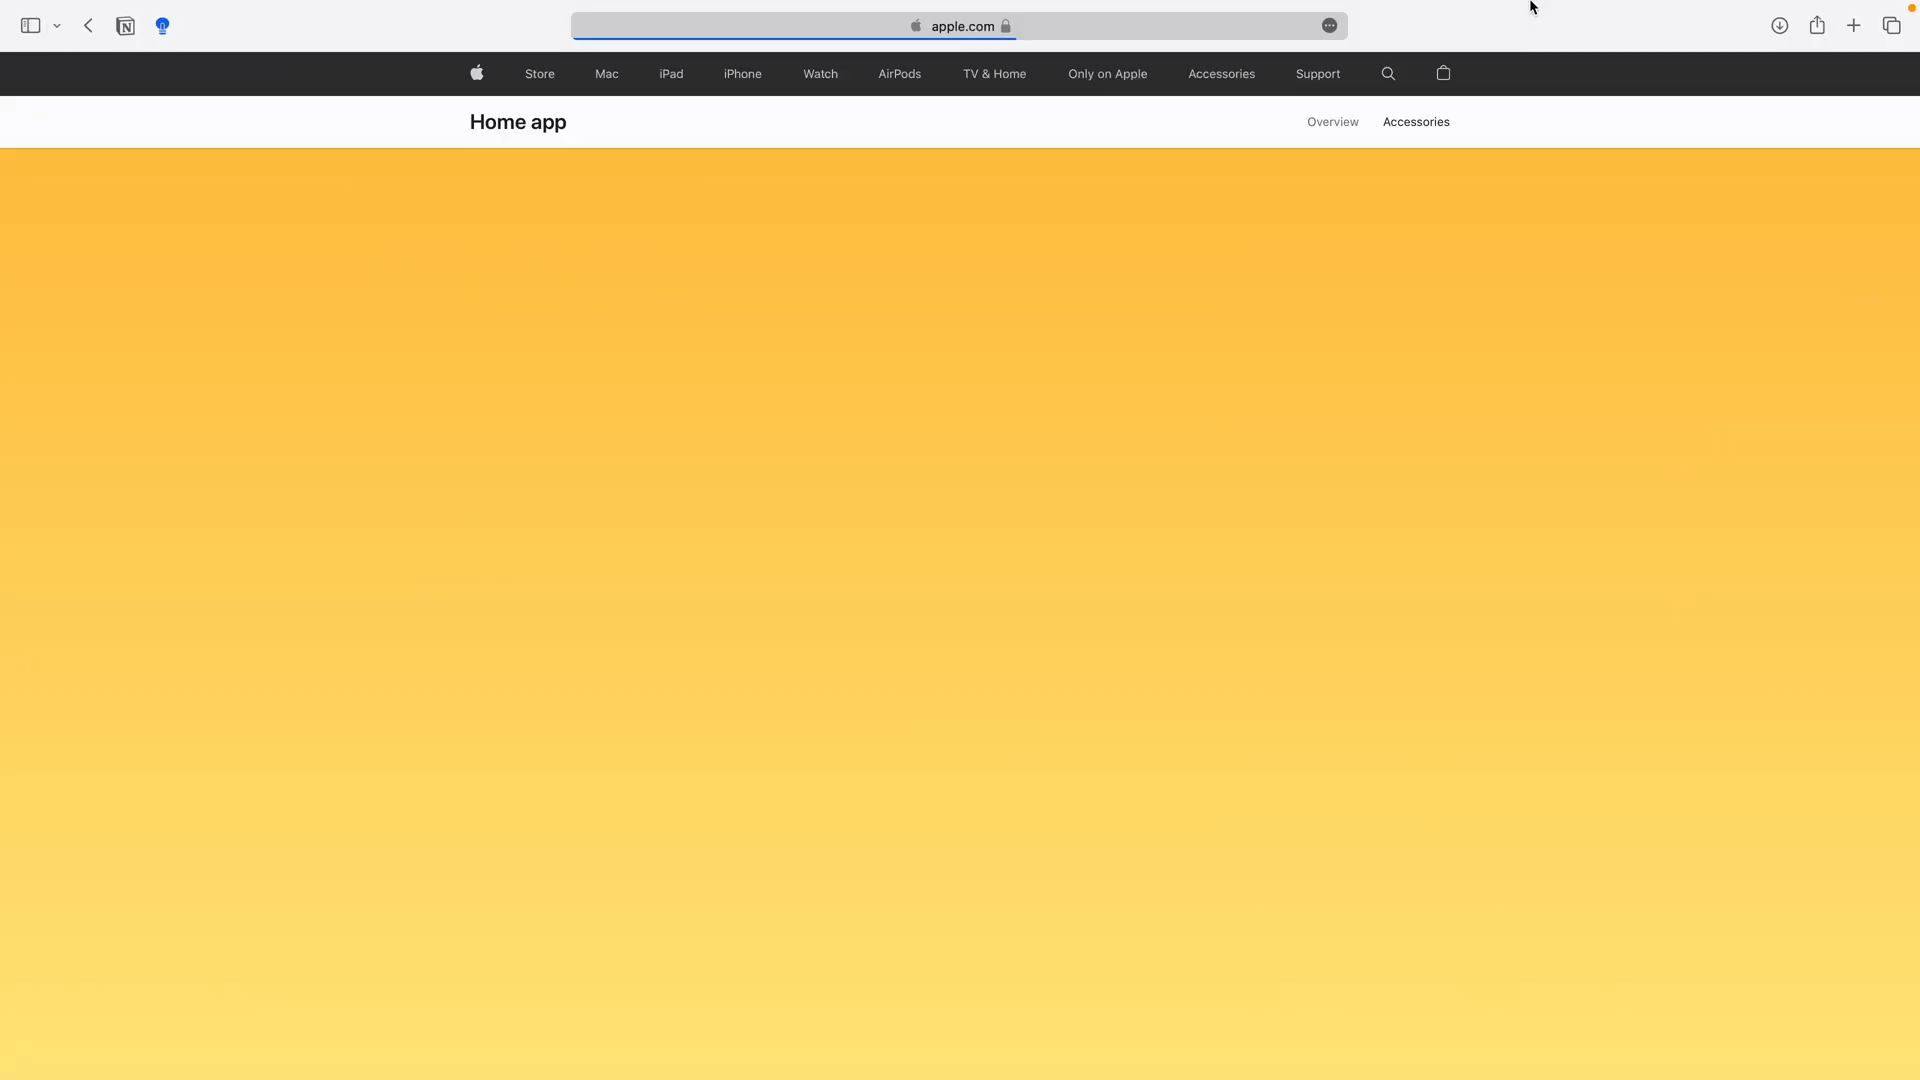 apple.com
Store Mac iPad iPhone Watch AirPods TV & Home Only on Apple Accessories Support
Home app Overview Accessories